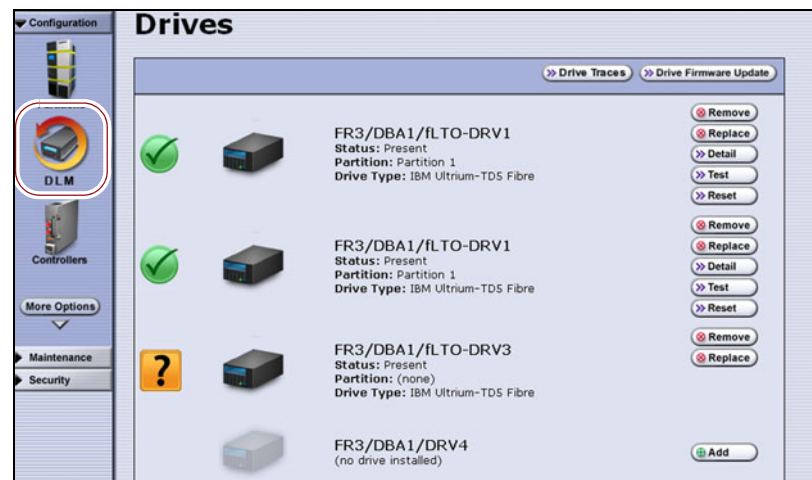 Configuration
Drives
Drive Traces
Drive Firmware Update
DLM
Controllers
More Options
Maintenance
Security
FR3/DBA1/fLTO-DRV1
Status: Present
Partition: Partition 1
Drive Type: IBM Ultrium-TD5 Fibre
Remove
Replace
Detail
Test
Reset
FR3/DBA1/fLTO-DRV1
Status: Present
Partition: Partition 1
Drive Type: IBM Ultrium-TD5 Fibre
Remove
Replace
Detail
Test
Reset
?
FR3/DBA1/fLTO-DRV3
Status: Present
Partition: (none)
Drive Type: IBM Ultrium-TD5 Fibre
Remove
Replace
FR3/DBA1/DRV4
(no drive installed)
Add